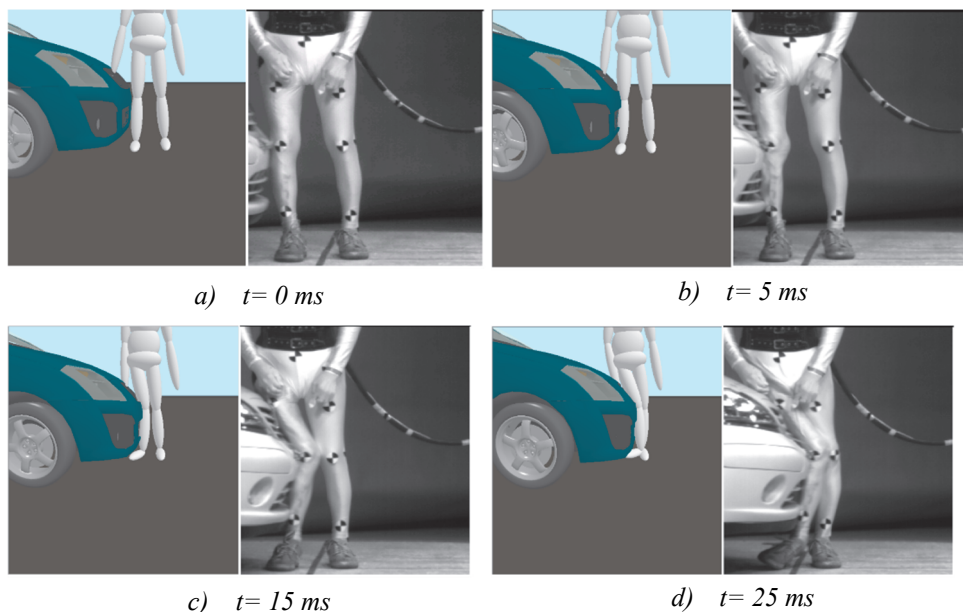 a) t= 0 ms
b) t= 5 ms
c) t= 15 ms
d) t= 25 ms